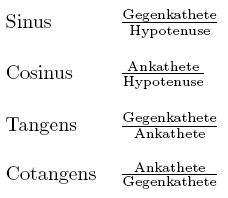 Sinus Gegenkathete/Hypotenuse
Cosinus Ankathete/Hypotenuse
Tangens Gegenkathete/Ankathete
Cotangens Ankathete/Gegenkathete